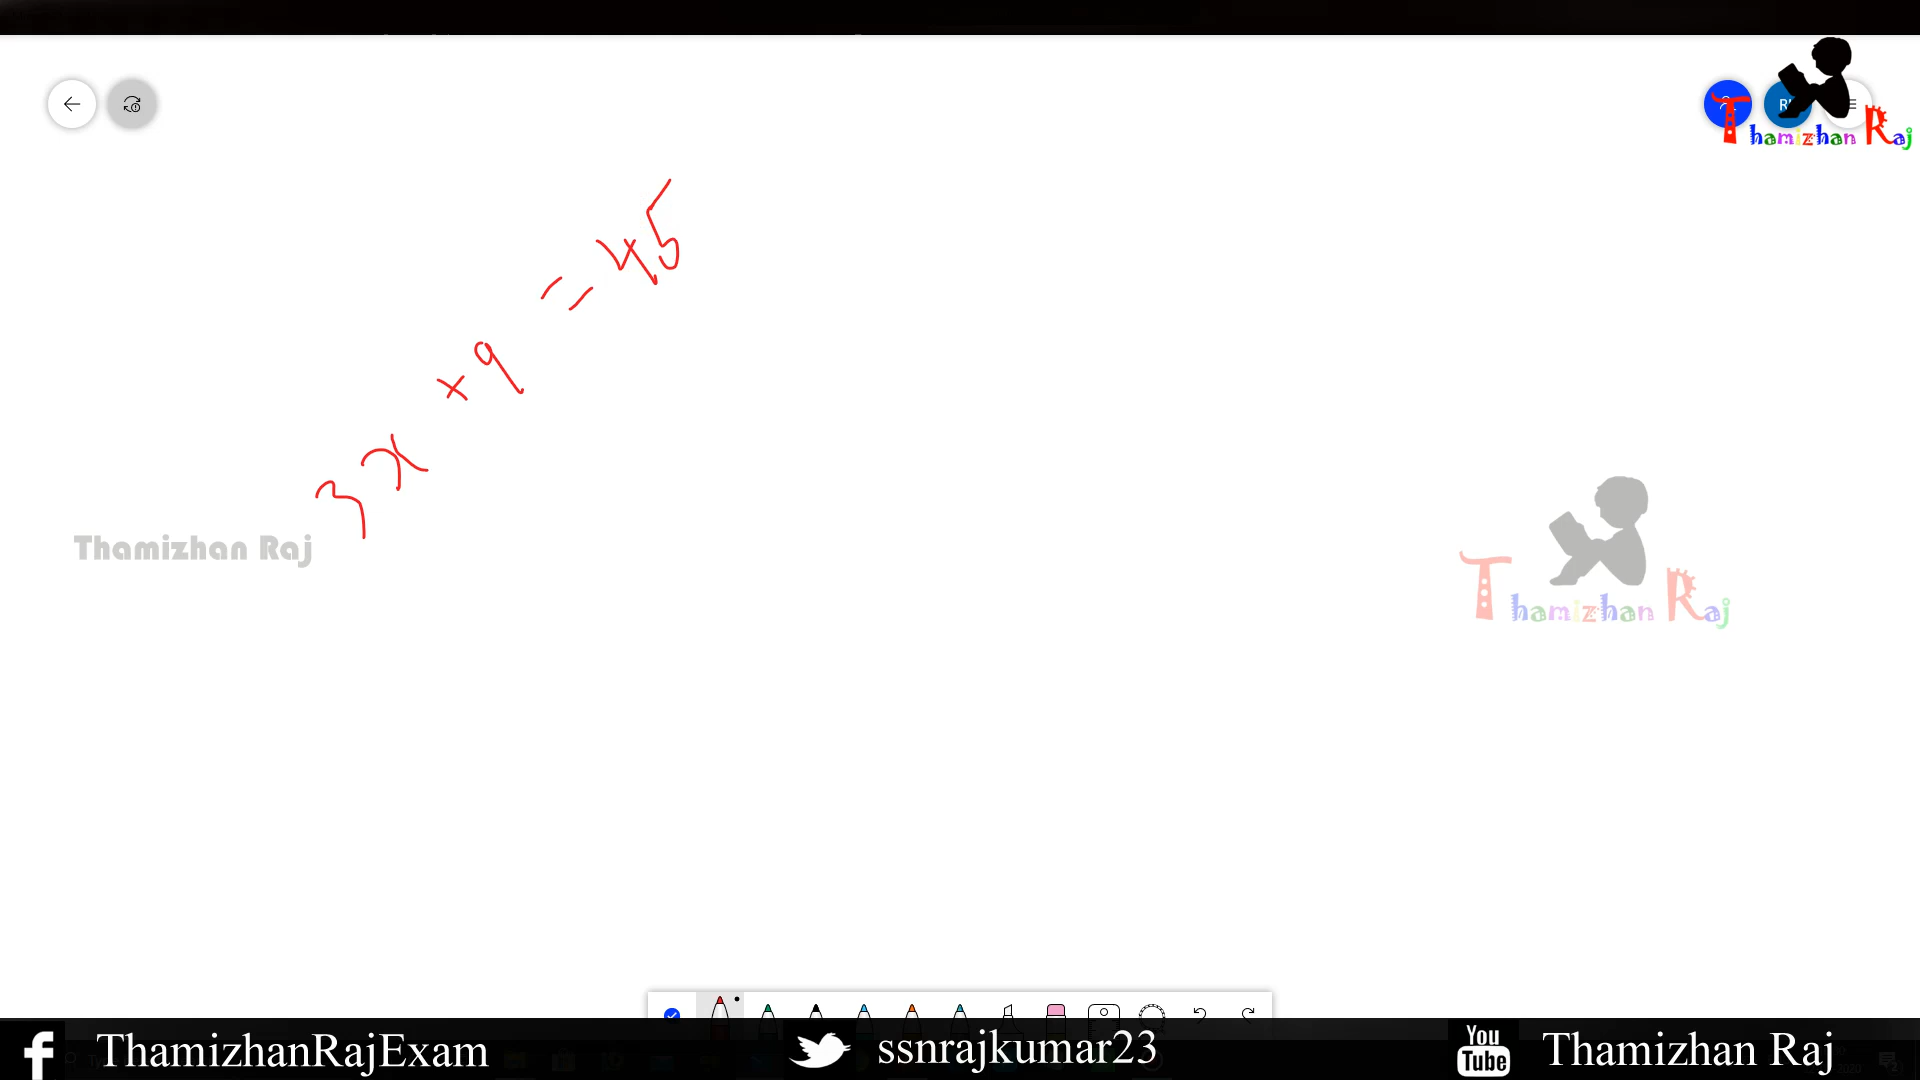 Thamizhan Raj
3x + 9 = 45
Thamizhan Raj
Thamizhan Raj
ThamizhanRajExam
ssnrajkumar23
You Tube
Thamizhan Raj